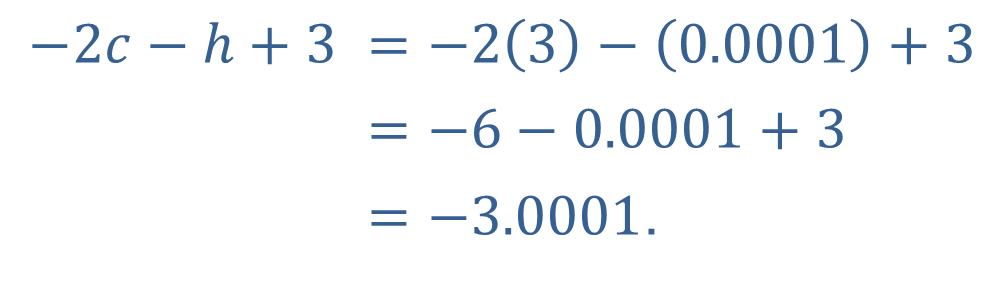 −2c − h + 3 = −2(3) − (0.0001) + 3
= −6 − 0.0001 + 3
= −3.0001.